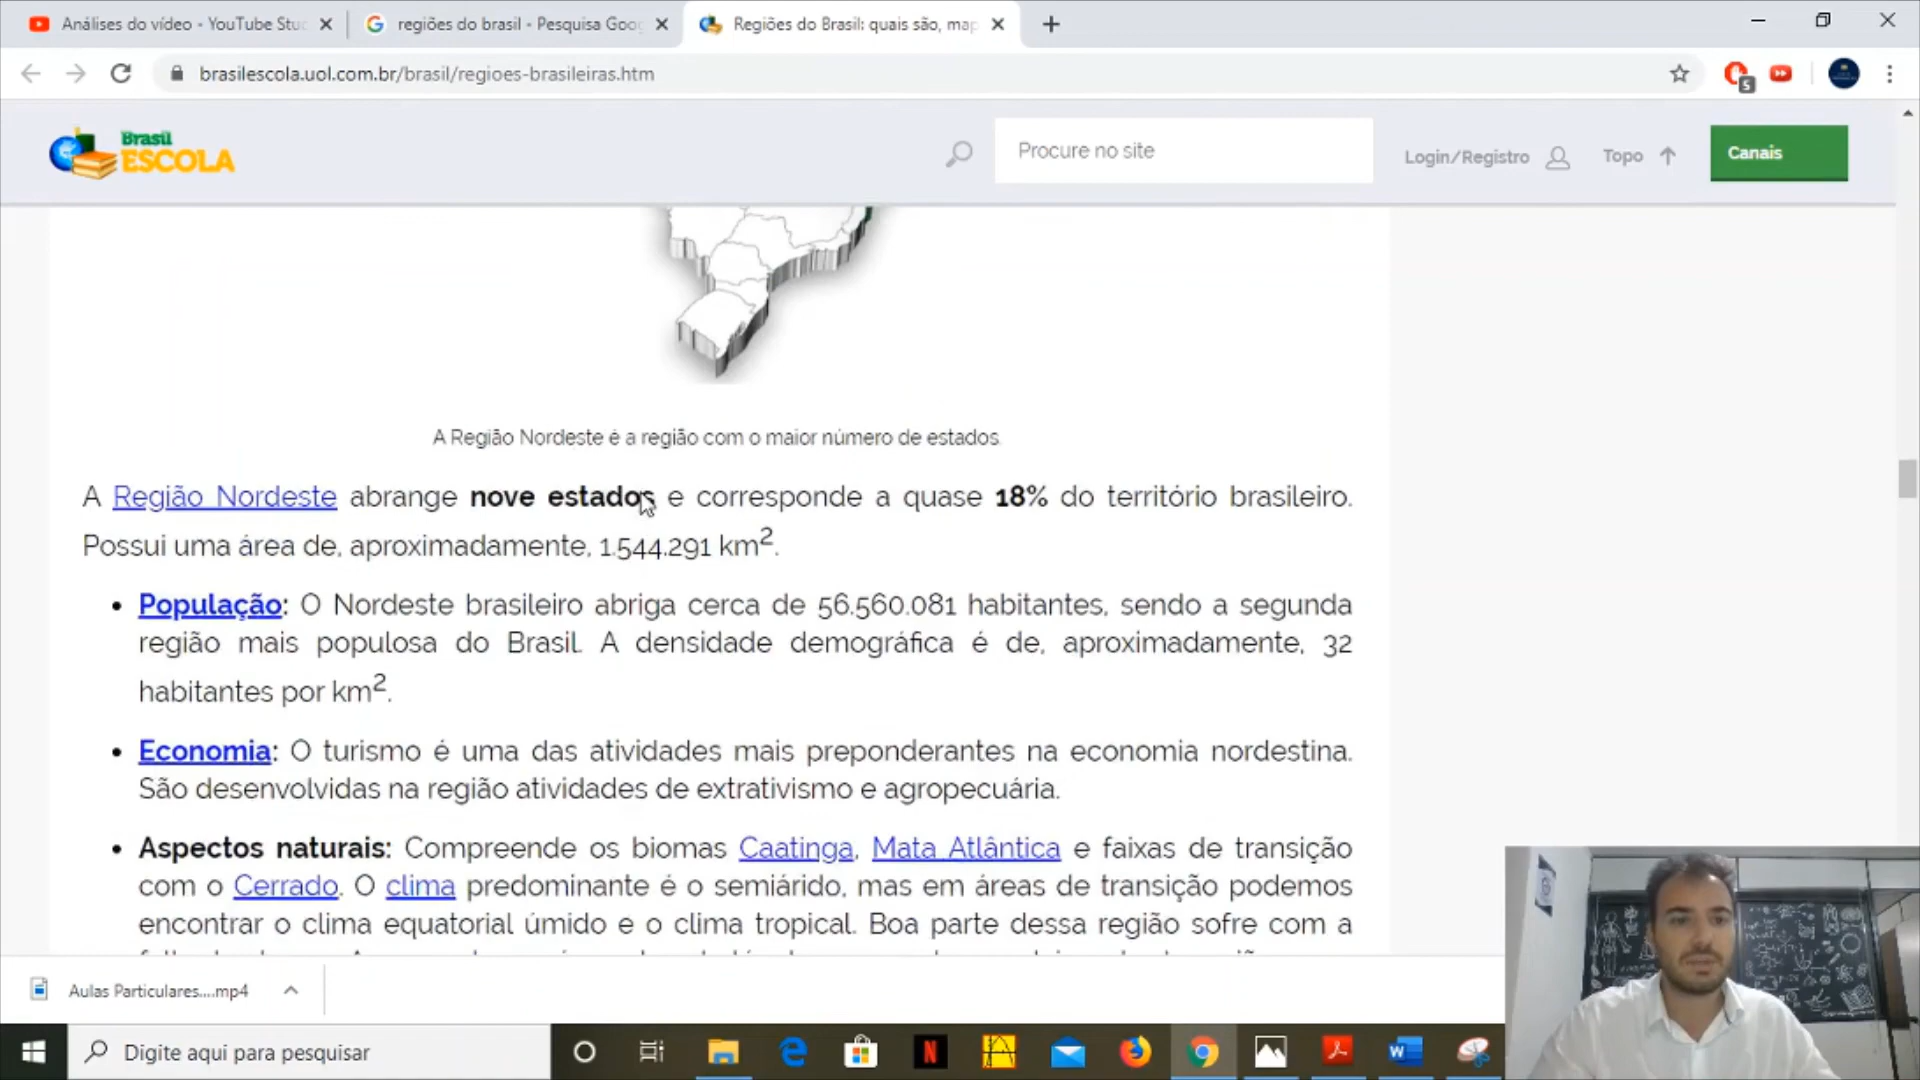 Análises do vídeo - YouTube Stu
regiões do brasil - Pesquisa Goo
Regiões do Brasil: quais são, map
brasilescola.uol.com.br/brasil/regioes-brasileiras.htm
5
Brasil
ESCOLA
Procure no site
Login/Registro
Topo
Canais
A Região Nordeste é a região com o maior número de estados.
A Região Nordeste abrange nove estados e corresponde a quase 18% do território brasileiro.
Possui uma área de, aproximadamente, 1.544.291 km².
• População: O Nordeste brasileiro abriga cerca de 56.560.081 habitantes, sendo a segunda
região mais populosa do Brasil. A densidade demográfica é de, aproximadamente, 32
habitantes por km².
• Economia: O turismo é uma das atividades mais preponderantes na economia nordestina.
São desenvolvidas na região atividades de extrativismo e agropecuária.
• Aspectos naturais: Compreende os biomas Caatinga, Mata Atlântica e faixas de transição
com o Cerrado. O clima predominante é o semiárido, mas em áreas de transição podemos
encontrar o clima equatorial úmido e o clima tropical. Boa parte dessa região sofre com a
Aulas Particulares....mp4
Digite aqui para pesquisar